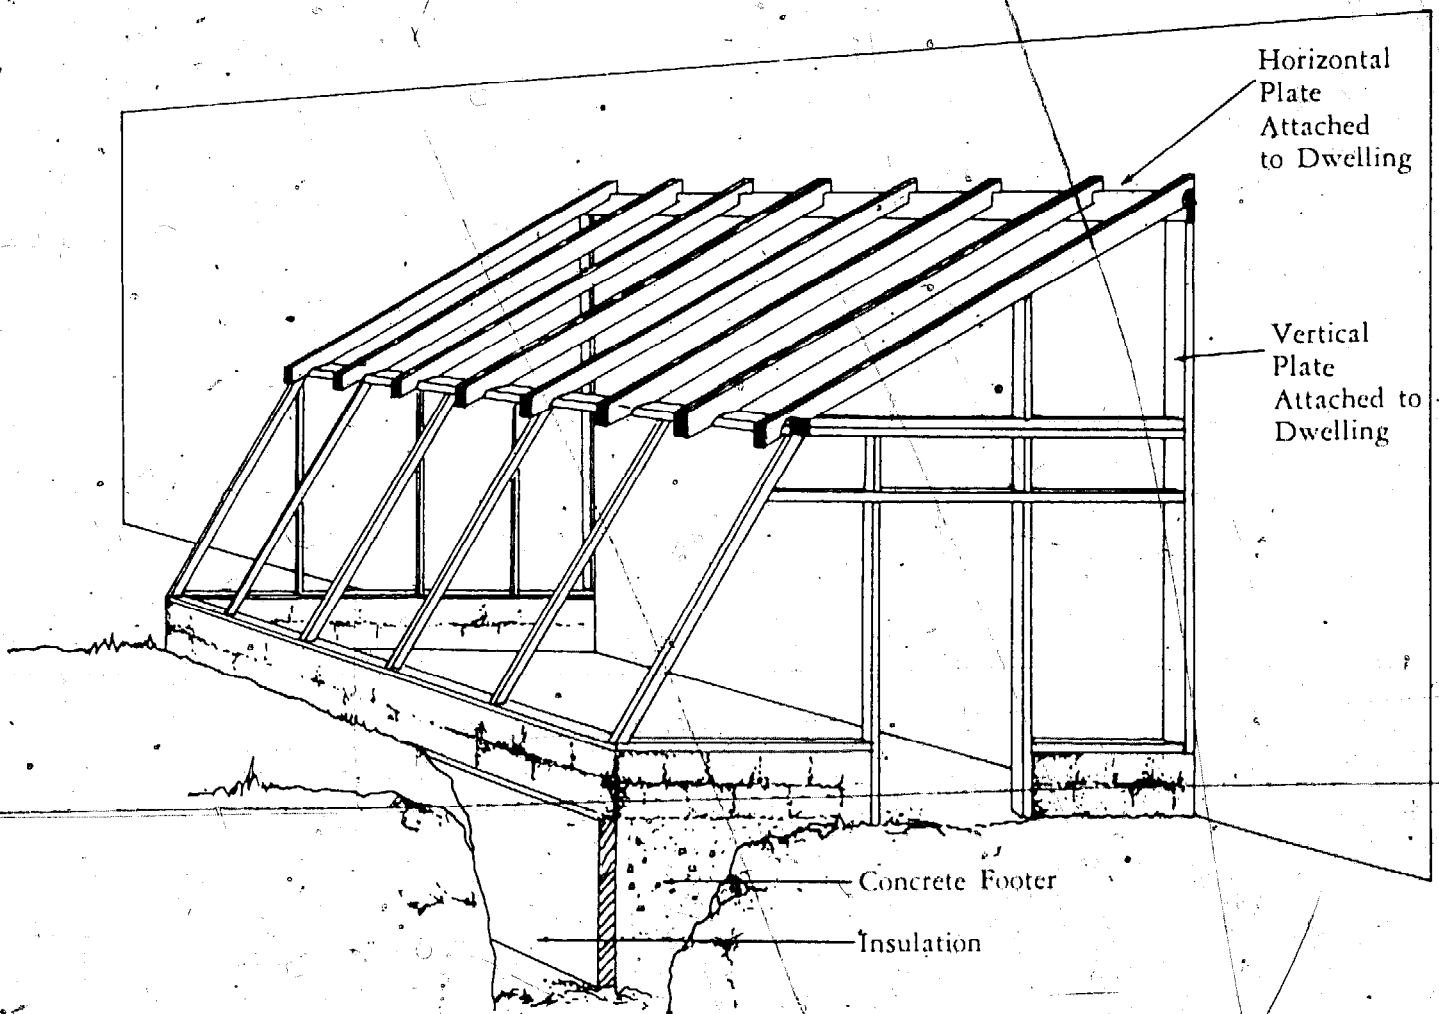 Horizontal
Plate
Attached
to Dwelling
Vertical
Plate
Attached to
Dwelling
Concrete Footer
Insulation